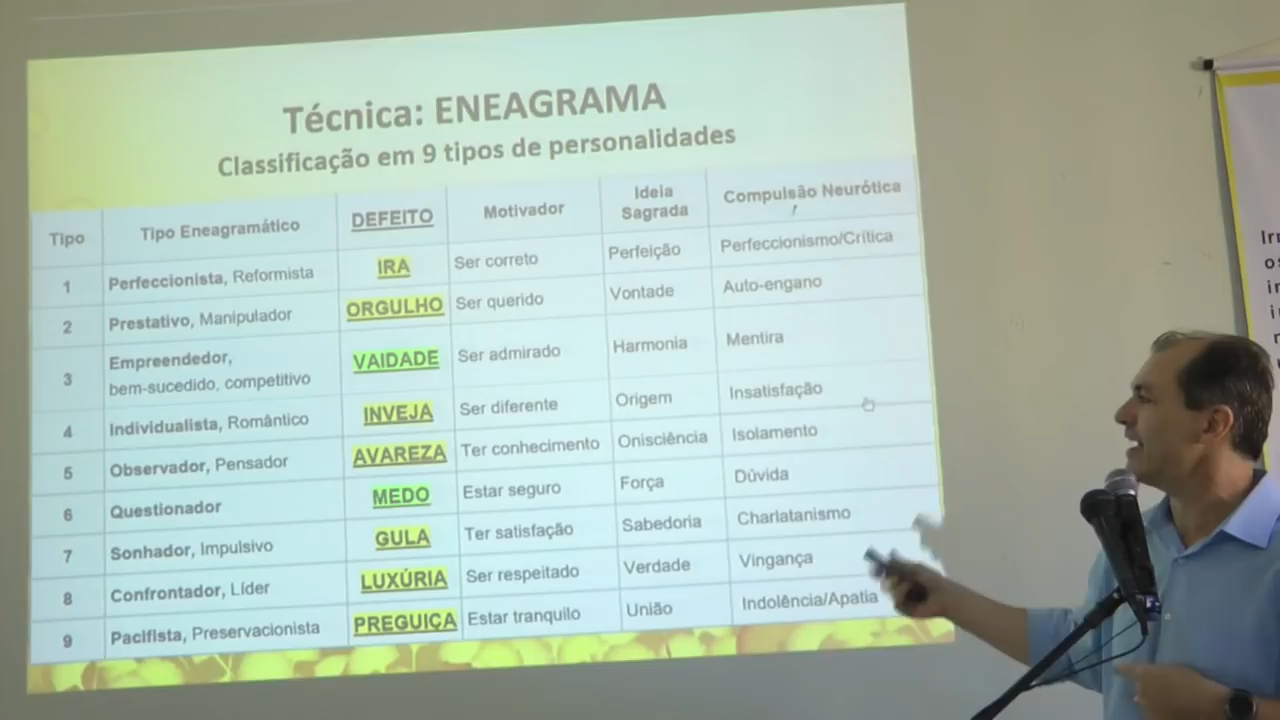 Técnica: ENEAGRAMA
Classificação em 9 tipos de personalidades
Tipo Tipo Eneagramático DEFEITO Motivador Ideia Sagrada Compulsão Neurótica
1 Perfeccionista, Reformista IRA Ser correto Perfeição Perfeccionismo/Crítica
2 Prestativo, Manipulador ORGULHO Ser querido Vontade Auto-engano
3 Empreendedor, bem-sucedido, competitivo VAIDADE Ser admirado Harmonia Mentira
4 Individualista, Romântico INVEJA Ser diferente Origem Insatisfação
5 Observador, Pensador AVAREZA Ter conhecimento Onisciência Isolamento
6 Questionador MEDO Estar seguro Força Dúvida
7 Sonhador, Impulsivo GULA Ter satisfação Sabedoria Charlatanismo
8 Confrontador, Líder LUXÚRIA Ser respeitado Verdade Vingança
9 Pacifista, Preservacionista PREGUIÇA Estar tranquilo União Indolência/Apatia